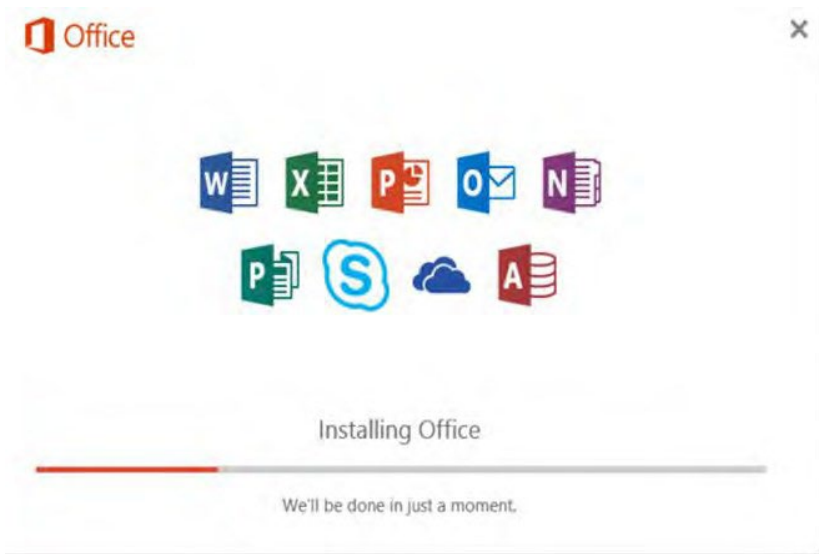 Office
W X P O N
P S A
Installing Office
We'll be done in just a moment.